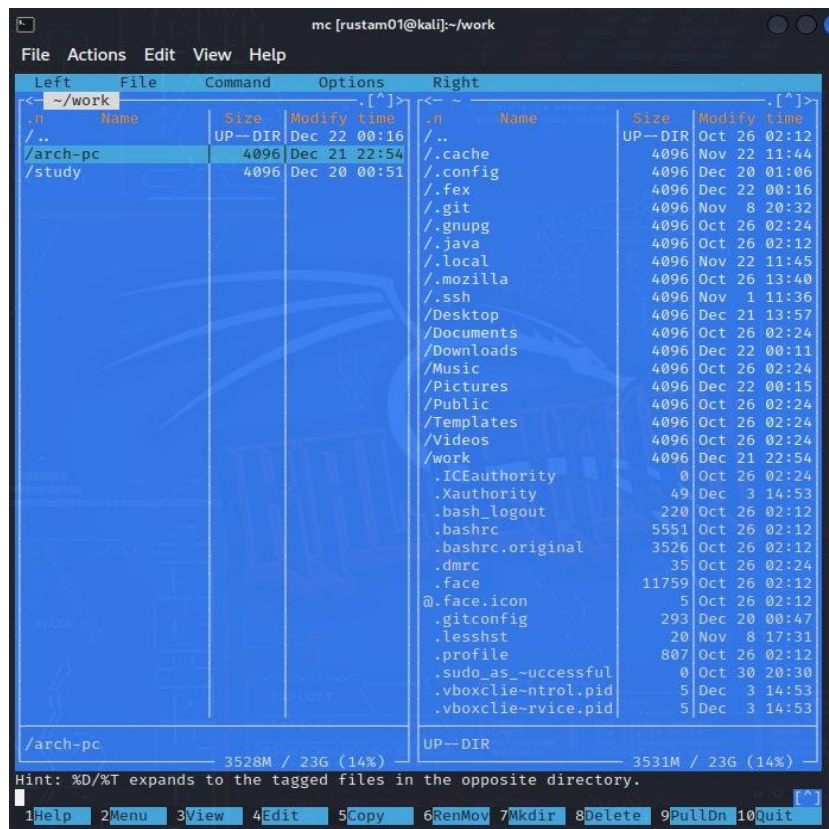 mc [rustam01@kali]:~/work
File Actions Edit View Help
Left File Command Options Right
<- ~/work .[^]>
.n Name Size Modify time
/.. UP--DIR Dec 22 00:16
/arch-pc 4096 Dec 21 22:54
/study 4096 Dec 20 00:51
/arch-pc
3528M / 23G (14%)
<- ~ .[^]>
.n Name Size Modify time
/.. UP--DIR Oct 26 02:12
/.cache 4096 Nov 22 11:44
/.config 4096 Dec 20 01:06
/.fex 4096 Dec 22 00:16
/.git 4096 Nov 8 20:32
/.gnupg 4096 Oct 26 02:24
/.java 4096 Oct 26 02:12
/.local 4096 Nov 22 11:45
/.mozilla 4096 Oct 26 13:40
/.ssh 4096 Nov 1 11:36
/Desktop 4096 Dec 21 13:57
/Documents 4096 Oct 26 02:24
/Downloads 4096 Dec 22 00:11
/Music 4096 Oct 26 02:24
/Pictures 4096 Dec 22 00:15
/Public 4096 Oct 26 02:24
/Templates 4096 Oct 26 02:24
/Videos 4096 Oct 26 02:24
/work 4096 Dec 21 22:54
.ICEauthority 0 Oct 26 02:24
.Xauthority 49 Dec 3 14:53
.bash_logout 220 Oct 26 02:12
.bashrc 5551 Oct 26 02:12
.bashrc.original 3526 Oct 26 02:12
.dmrc 35 Oct 26 02:24
.face 11759 Oct 26 02:12
@.face.icon 5 Oct 26 02:12
.gitconfig 293 Dec 20 00:47
.lesshst 20 Nov 8 17:31
.profile 807 Oct 26 02:12
.sudo_as_~uccessful 0 Oct 30 20:30
.vboxclie~ntrol.pid 5 Dec 3 14:53
.vboxclie~rvice.pid 5 Dec 3 14:53
UP--DIR
3531M / 23G (14%)
Hint: %D/%T expands to the tagged files in the opposite directory.
[^]
1Help 2Menu 3View 4Edit 5Copy 6RenMov 7Mkdir 8Delete 9PullDn 10Quit